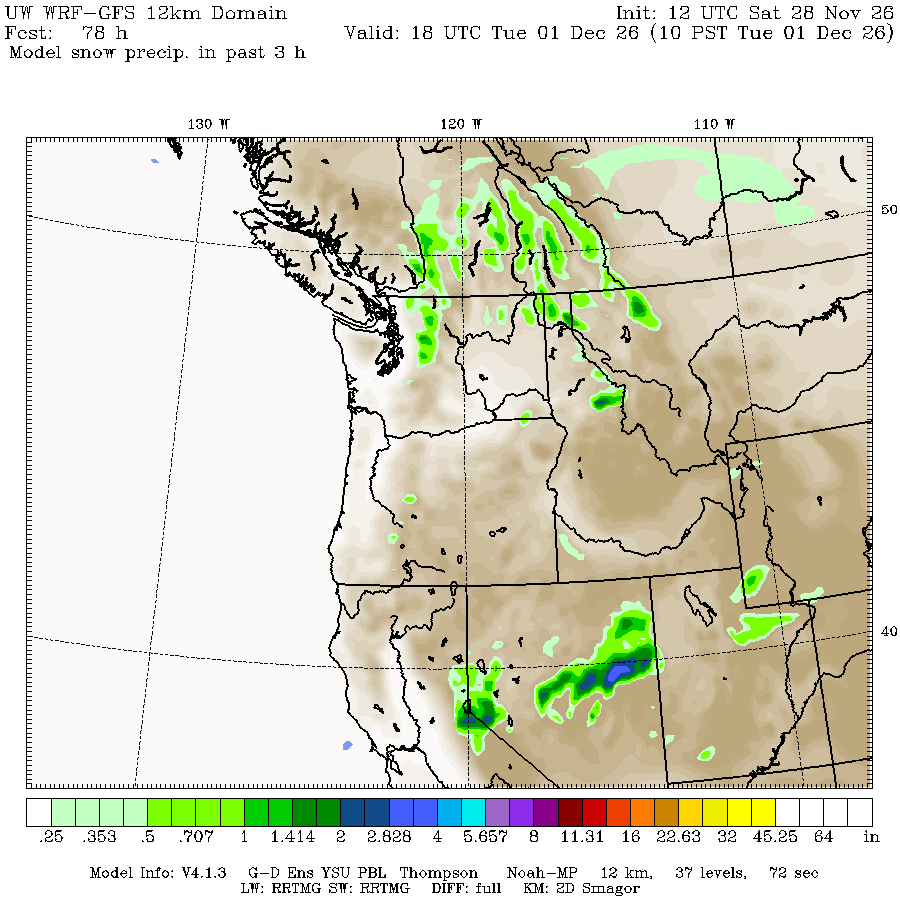 UW WRF-GFS 12km Domain Init: 12 UTC Sat 28 Nov 26
Fcst: 78 h Valid: 18 UTC Tue 01 Dec 26 (10 PST Tue 01 Dec 26)
Model snow precip. in past 3 h
130 W 120 W 110 W
50
40
.25 .353 .5 .707 1 1.414 2 2.828 4 5.657 8 11.31 16 22.63 32 45.25 64 in
Model Info: V4.1.3 G-D Ens YSU PBL Thompson Noah-MP 12 km, 37 levels, 72 sec
LW: RRTMG SW: RRTMG DIFF: full KM: 2D Smagor